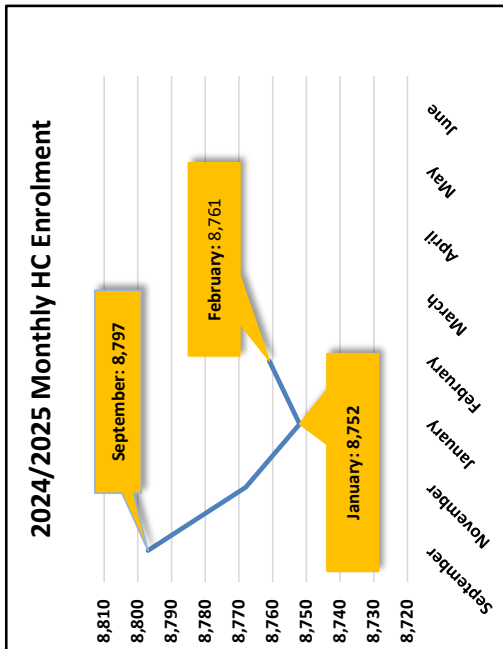 2024/2025 Monthly HC Enrolment
8,810
8,800
8,790
8,780
8,770
8,760
8,750
8,740
8,730
8,720
September: 8,797
February: 8,761
January: 8,752
September
November
January
February
March
April
May
June